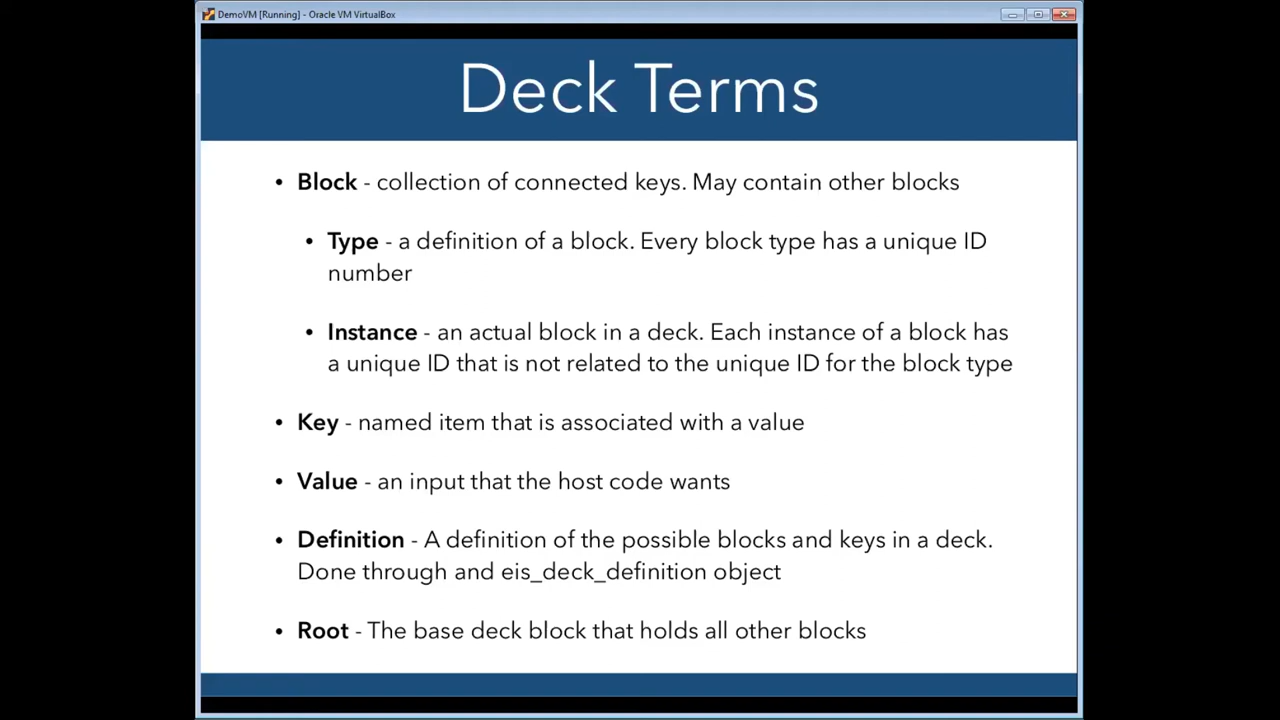 DemoVM [Running] - Oracle VM VirtualBox
Deck Terms
• Block - collection of connected keys. May contain other blocks
• Type - a definition of a block. Every block type has a unique ID
number
• Instance - an actual block in a deck. Each instance of a block has
a unique ID that is not related to the unique ID for the block type
• Key - named item that is associated with a value
• Value - an input that the host code wants
• Definition - A definition of the possible blocks and keys in a deck.
Done through and eis_deck_definition object
• Root - The base deck block that holds all other blocks